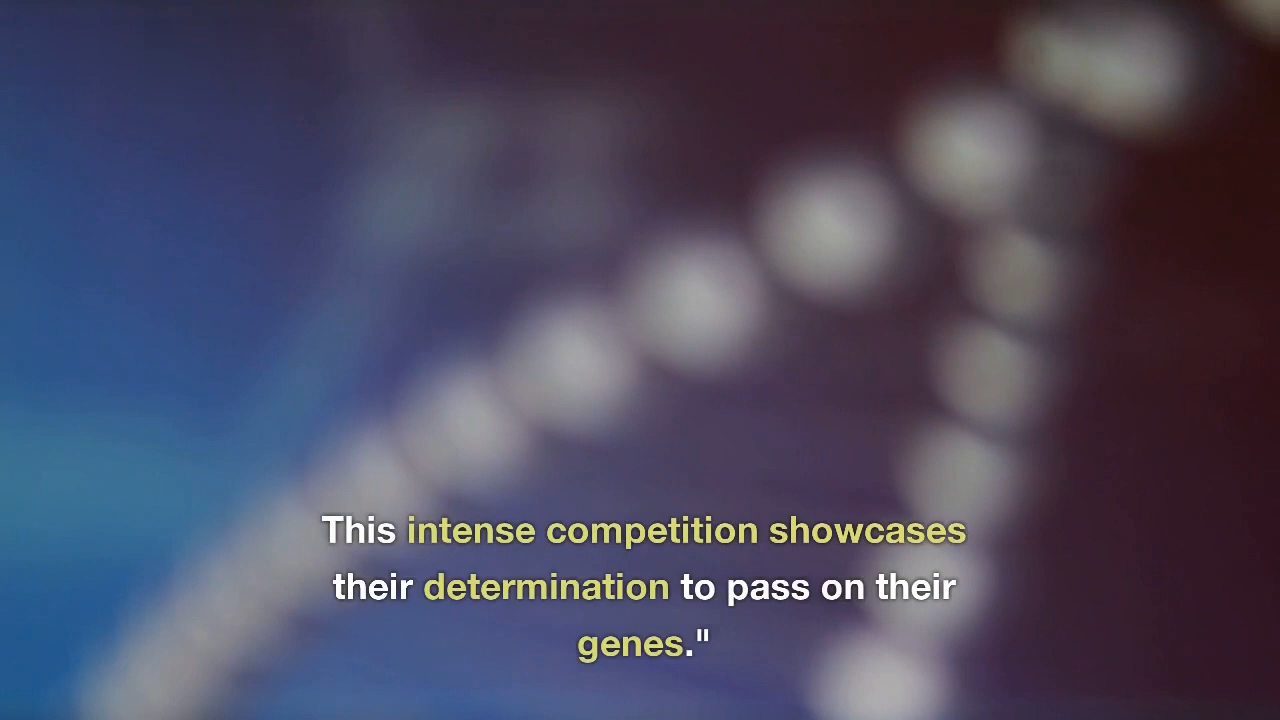 This intense competition showcases
their determination to pass on their
genes."